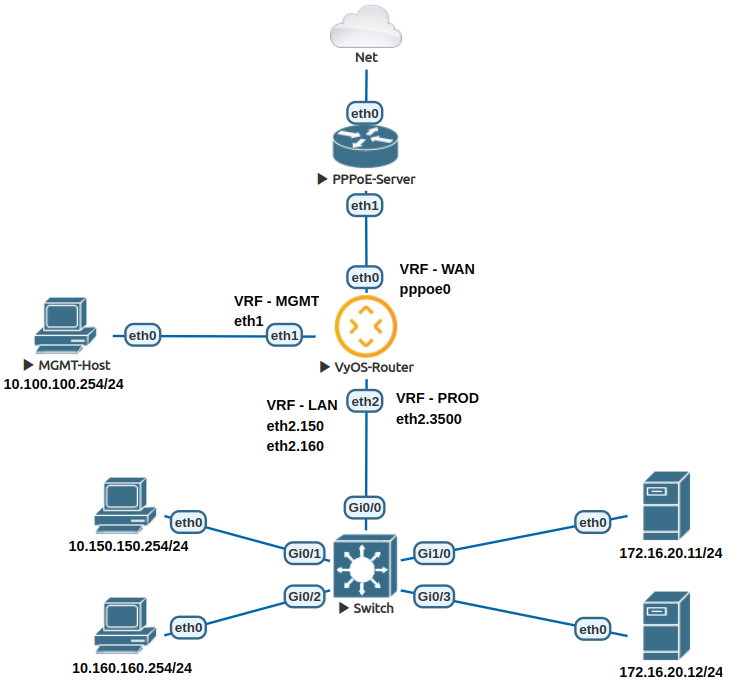 Net
eth0
▶ PPPoE-Server
eth1
eth0
VRF - WAN
pppoe0
VRF - MGMT
eth1
eth0
eth1
▶ MGMT-Host
10.100.100.254/24
▶ VyOS-Router
VRF - LAN
eth2.150
eth2.160
eth2
VRF - PROD
eth2.3500
Gi0/0
eth0
10.150.150.254/24
Gi0/1
Gi1/0
eth0
172.16.20.11/24
Gi0/2
Gi0/3
▶ Switch
eth0
10.160.160.254/24
eth0
172.16.20.12/24